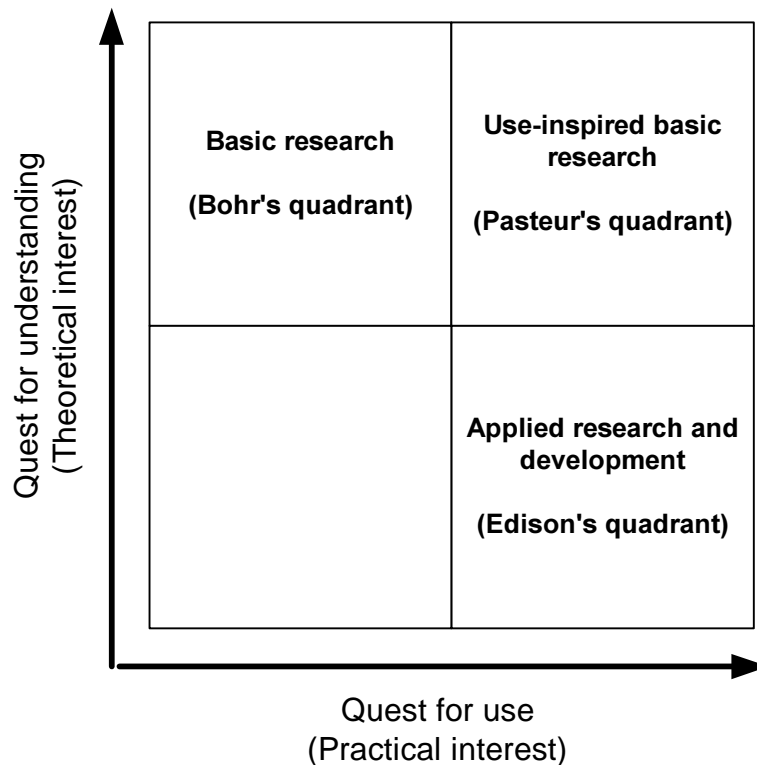 Quest for understanding
(Theoretical interest)
Basic research
(Bohr's quadrant)
Use-inspired basic
research
(Pasteur's quadrant)
Applied research and
development
(Edison's quadrant)
Quest for use
(Practical interest)